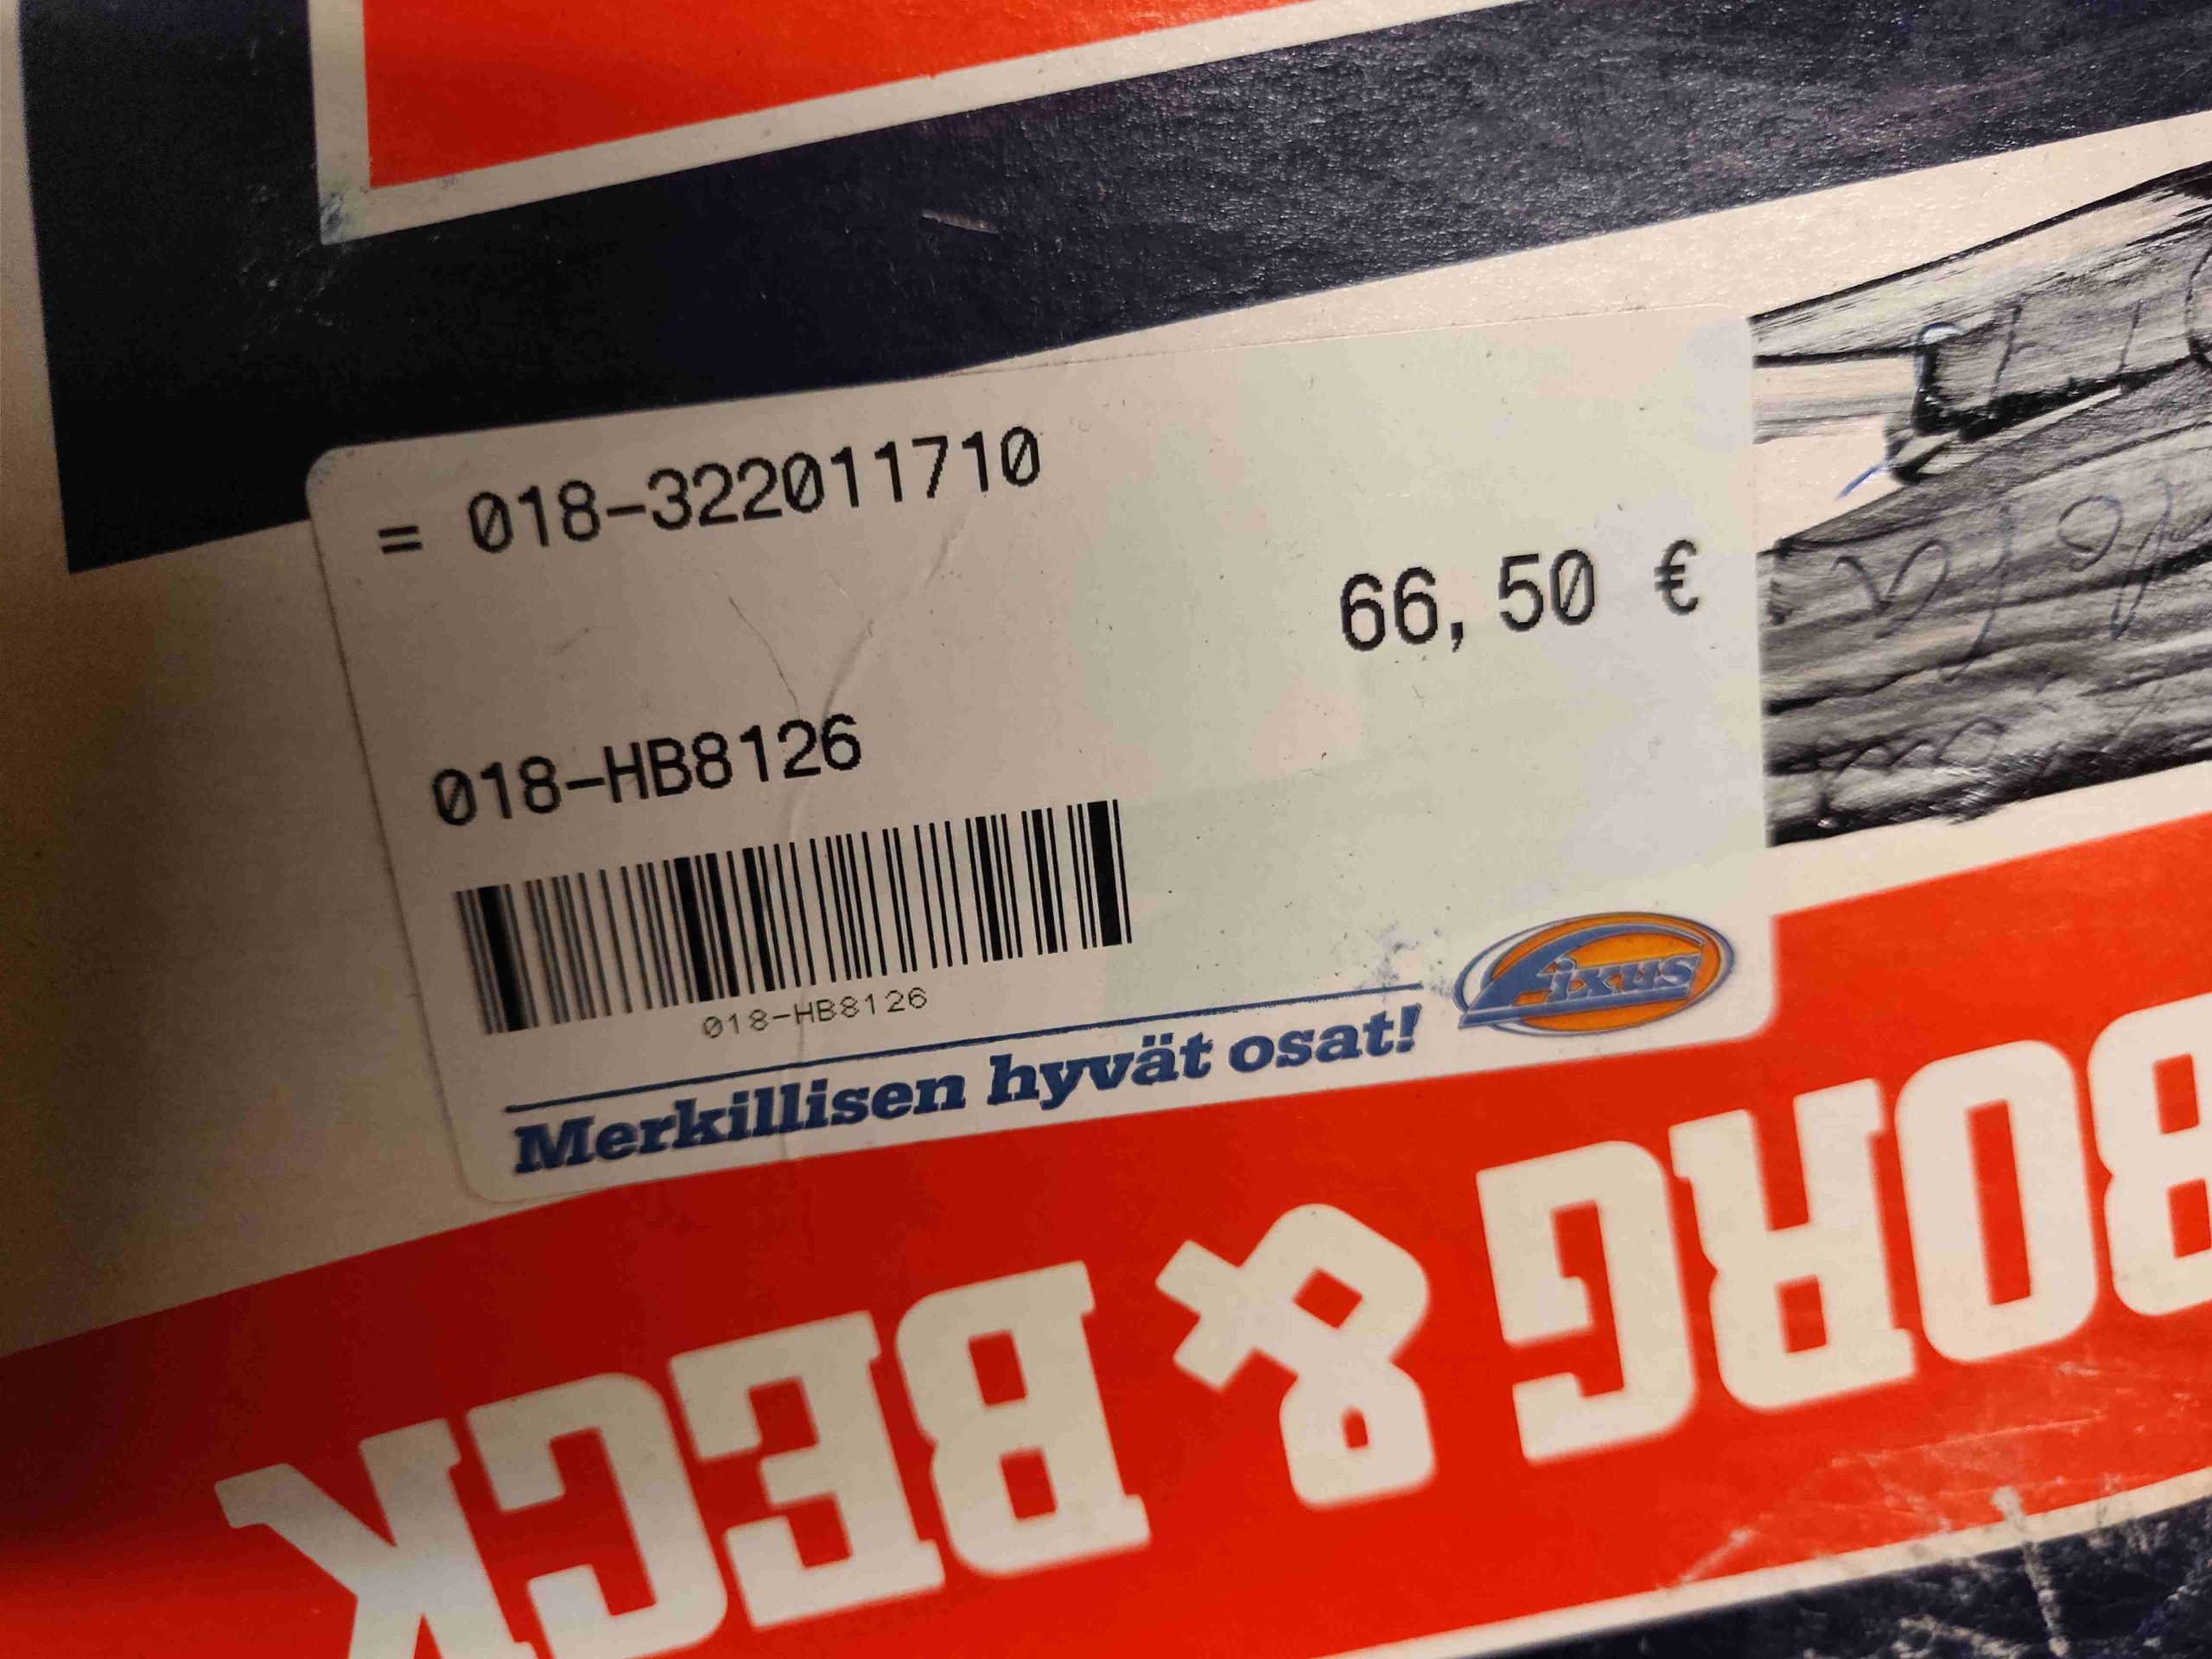 = 018-322011710
66,50 €
018-HB8126
018-HB8126
Merkillisen hyvät osat!
fixus
BORG & BECK